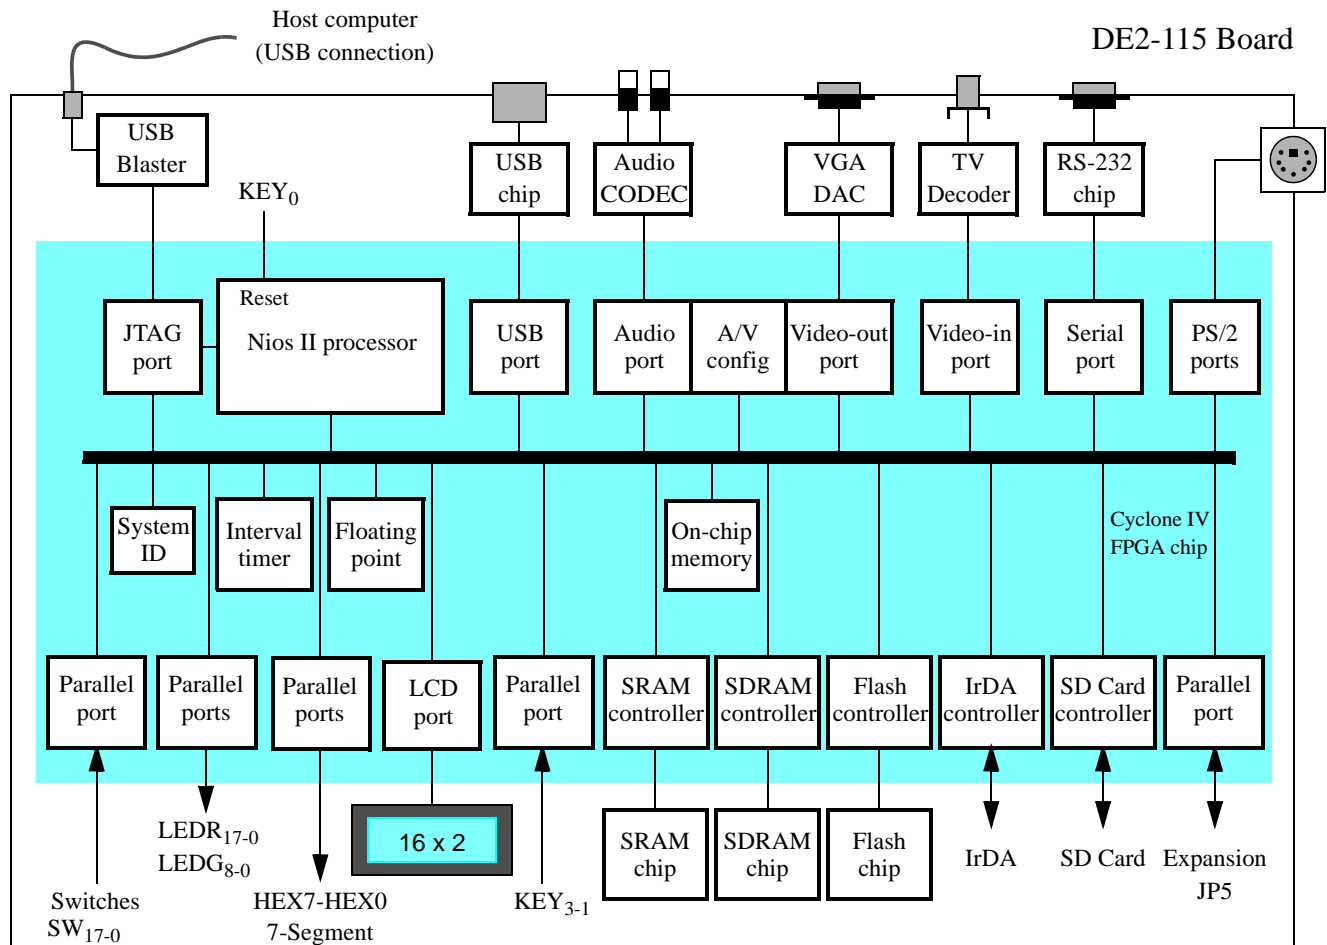 Host computer
(USB connection)
DE2-115 Board
USB
Blaster
USB
chip
Audio
CODEC
VGA
DAC
TV
Decoder
RS-232
chip
KEY0
Reset
Nios II processor
JTAG
port
USB
port
Audio
port
A/V
config
Video-out
port
Video-in
port
Serial
port
PS/2
ports
System
ID
Interval
timer
Floating
point
On-chip
memory
Cyclone IV
FPGA chip
Parallel
port
Parallel
ports
Parallel
ports
LCD
port
Parallel
port
SRAM
controller
SDRAM
controller
Flash
controller
IrDA
controller
SD Card
controller
Parallel
port
LEDR17-0
LEDG8-0
16 x 2
SRAM
chip
SDRAM
chip
Flash
chip
IrDA
SD Card
Expansion
JP5
Switches
SW17-0
HEX7-HEX0
7-Segment
KEY3-1